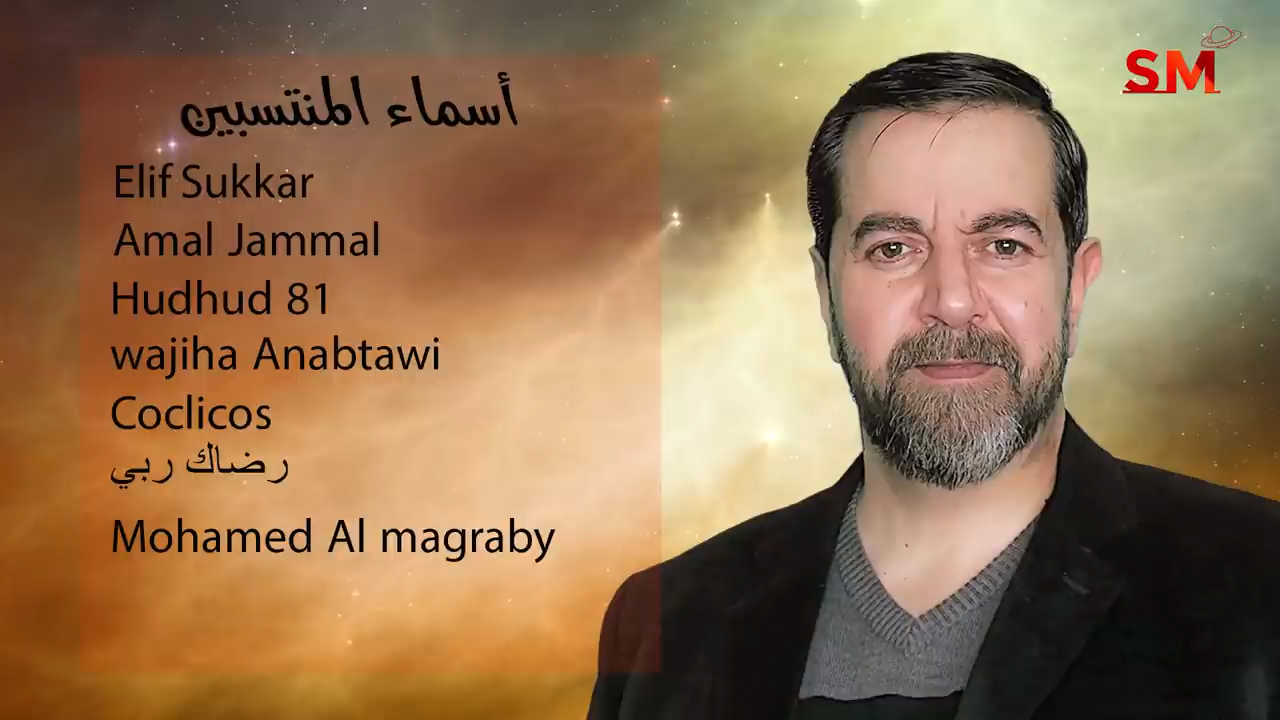 SM
أسماء المنتسبين
Elif Sukkar
Amal Jammal
Hudhud 81
wajiha Anabtawi
Coclicos
رضاك ربي
Mohamed Al magraby